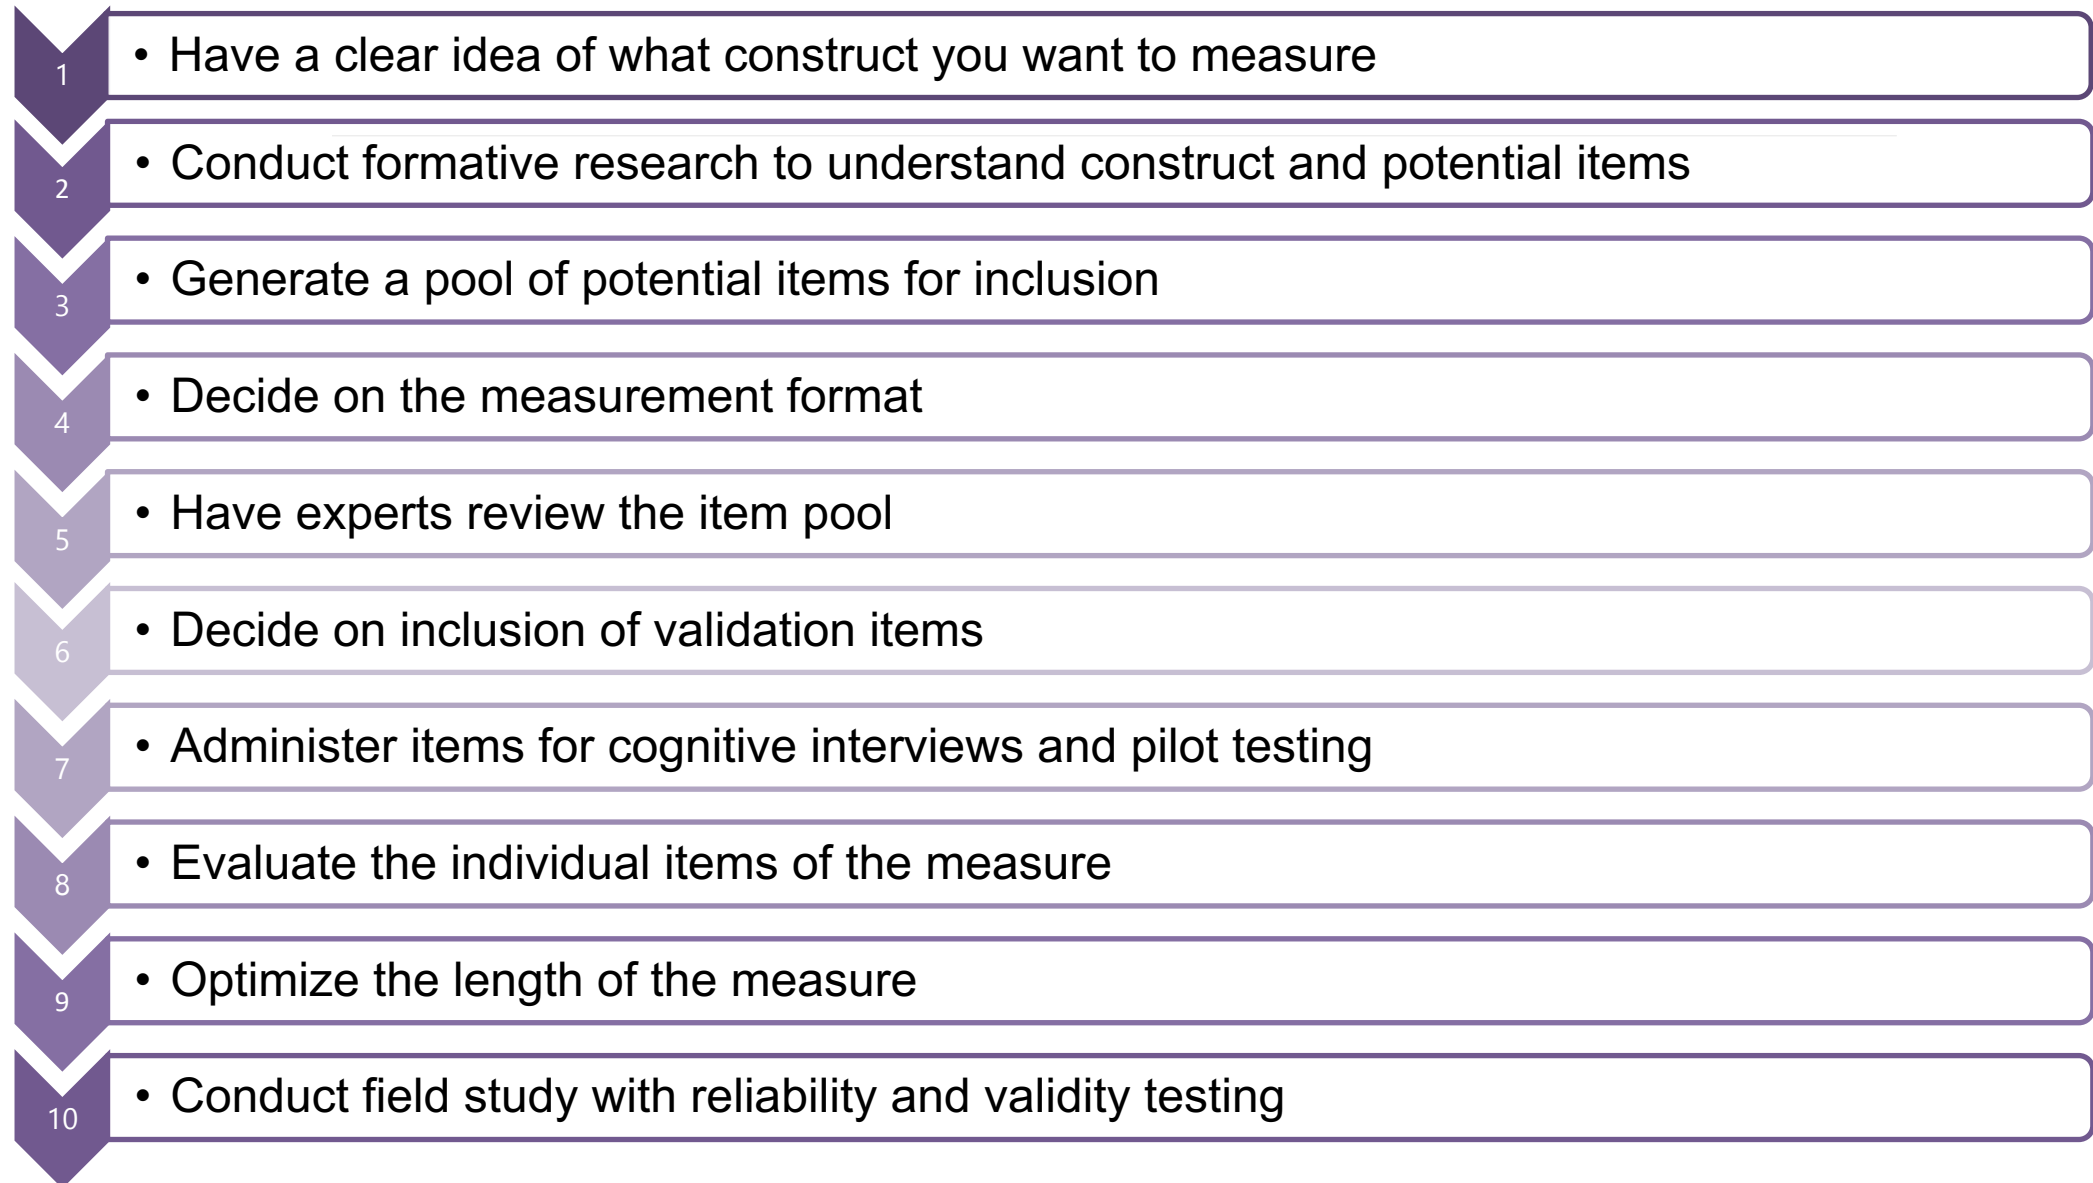 1 • Have a clear idea of what construct you want to measure
2 • Conduct formative research to understand construct and potential items
3 • Generate a pool of potential items for inclusion
4 • Decide on the measurement format
5 • Have experts review the item pool
6 • Decide on inclusion of validation items
7 • Administer items for cognitive interviews and pilot testing
8 • Evaluate the individual items of the measure
9 • Optimize the length of the measure
10 • Conduct field study with reliability and validity testing